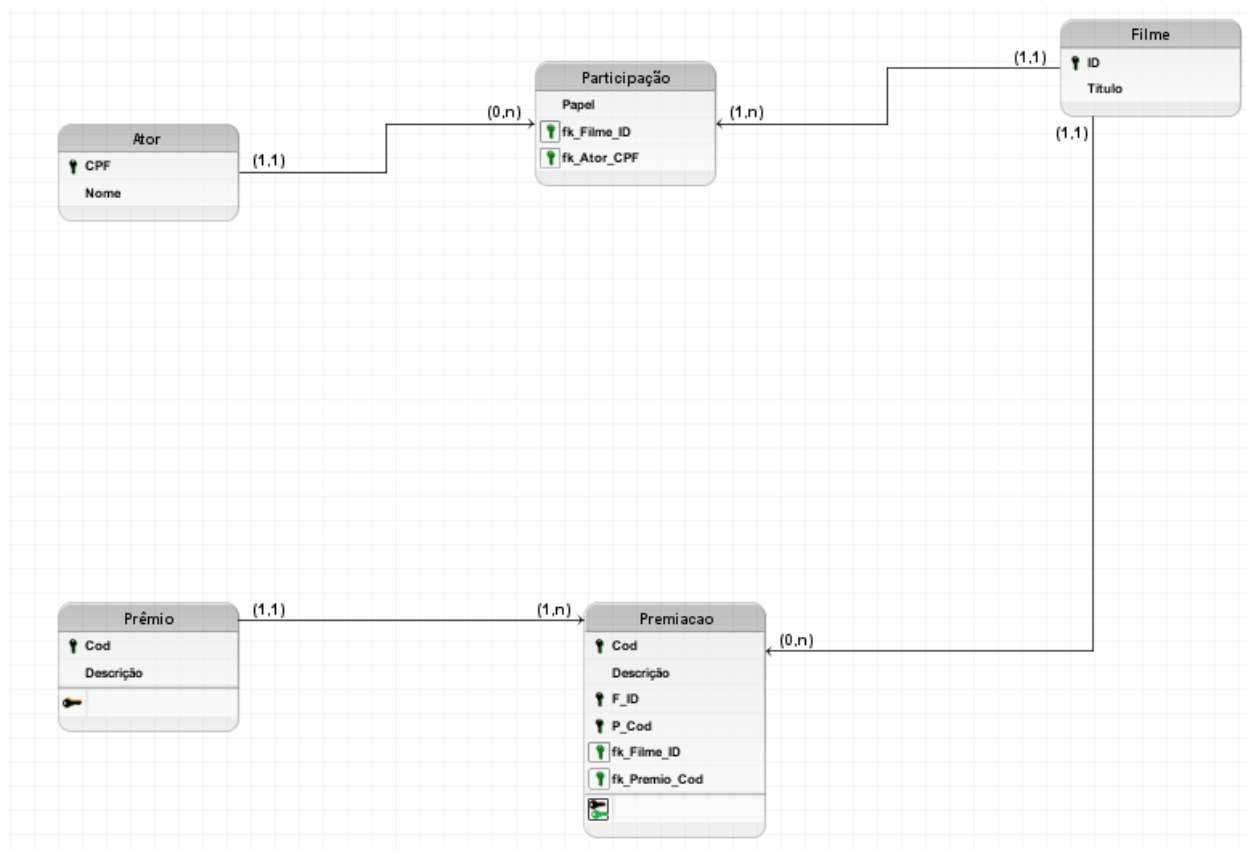 Filme
ID
Titulo
(1,1)
(1,1)
Participação
Papel
fk_Filme_ID
fk_Ator_CPF
(0,n)
(1,n)
Ator
CPF
Nome
(1,1)
Prêmio
Cod
Descrição
(1,1)
(1,n)
Premiacao
Cod
Descrição
F_ID
P_Cod
fk_Filme_ID
fk_Premio_Cod
(0,n)